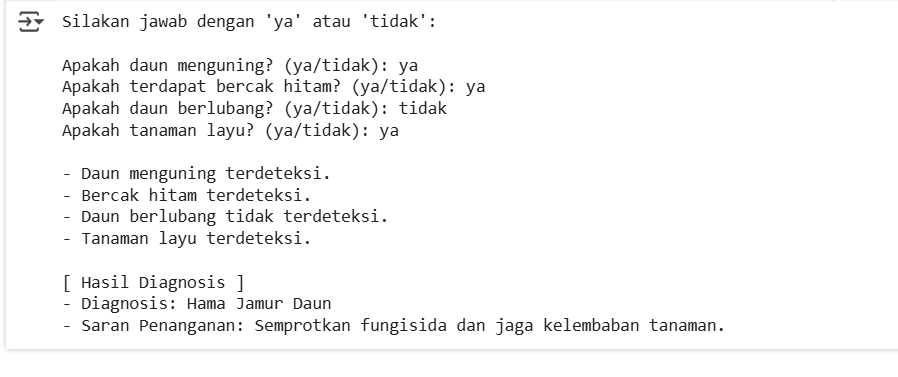 Silakan jawab dengan 'ya' atau 'tidak':
Apakah daun menguning? (ya/tidak): ya
Apakah terdapat bercak hitam? (ya/tidak): ya
Apakah daun berlubang? (ya/tidak): tidak
Apakah tanaman layu? (ya/tidak): ya
- Daun menguning terdeteksi.
- Bercak hitam terdeteksi.
- Daun berlubang tidak terdeteksi.
- Tanaman layu terdeteksi.
[ Hasil Diagnosis ]
- Diagnosis: Hama Jamur Daun
- Saran Penanganan: Semprotkan fungisida dan jaga kelembaban tanaman.